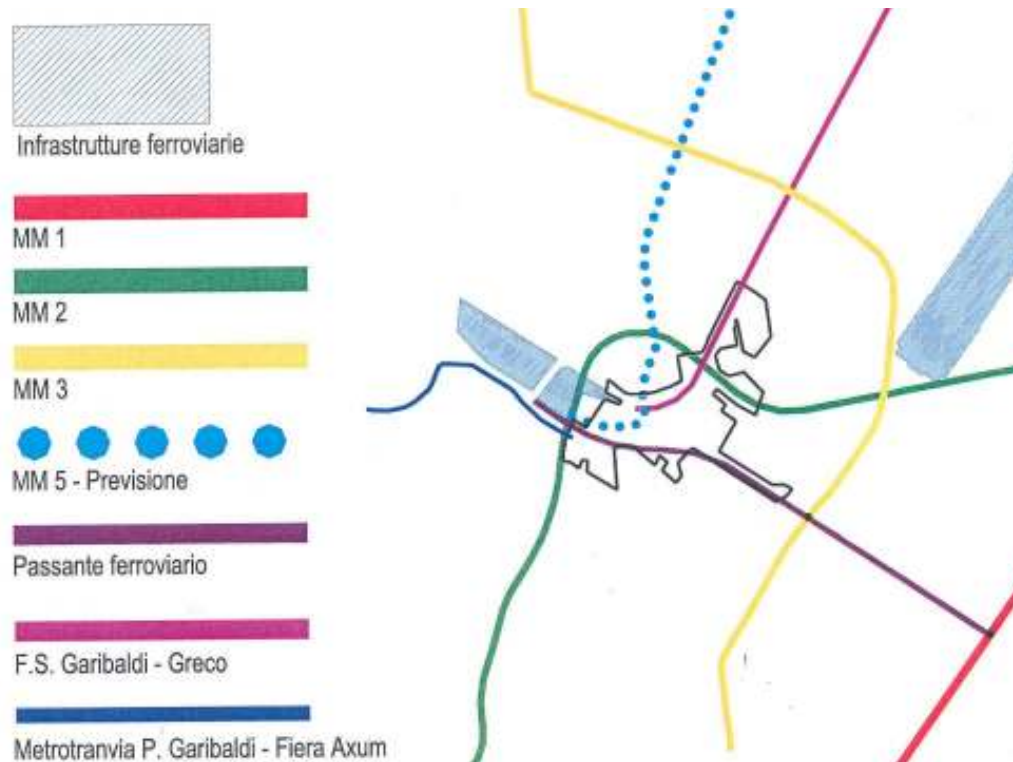 Infrastrutture ferroviarie
MM 1
MM 2
MM 3
MM 5 - Previsione
Passante ferroviario
F.S. Garibaldi - Greco
Metrotranvia P. Garibaldi - Fiera Axum